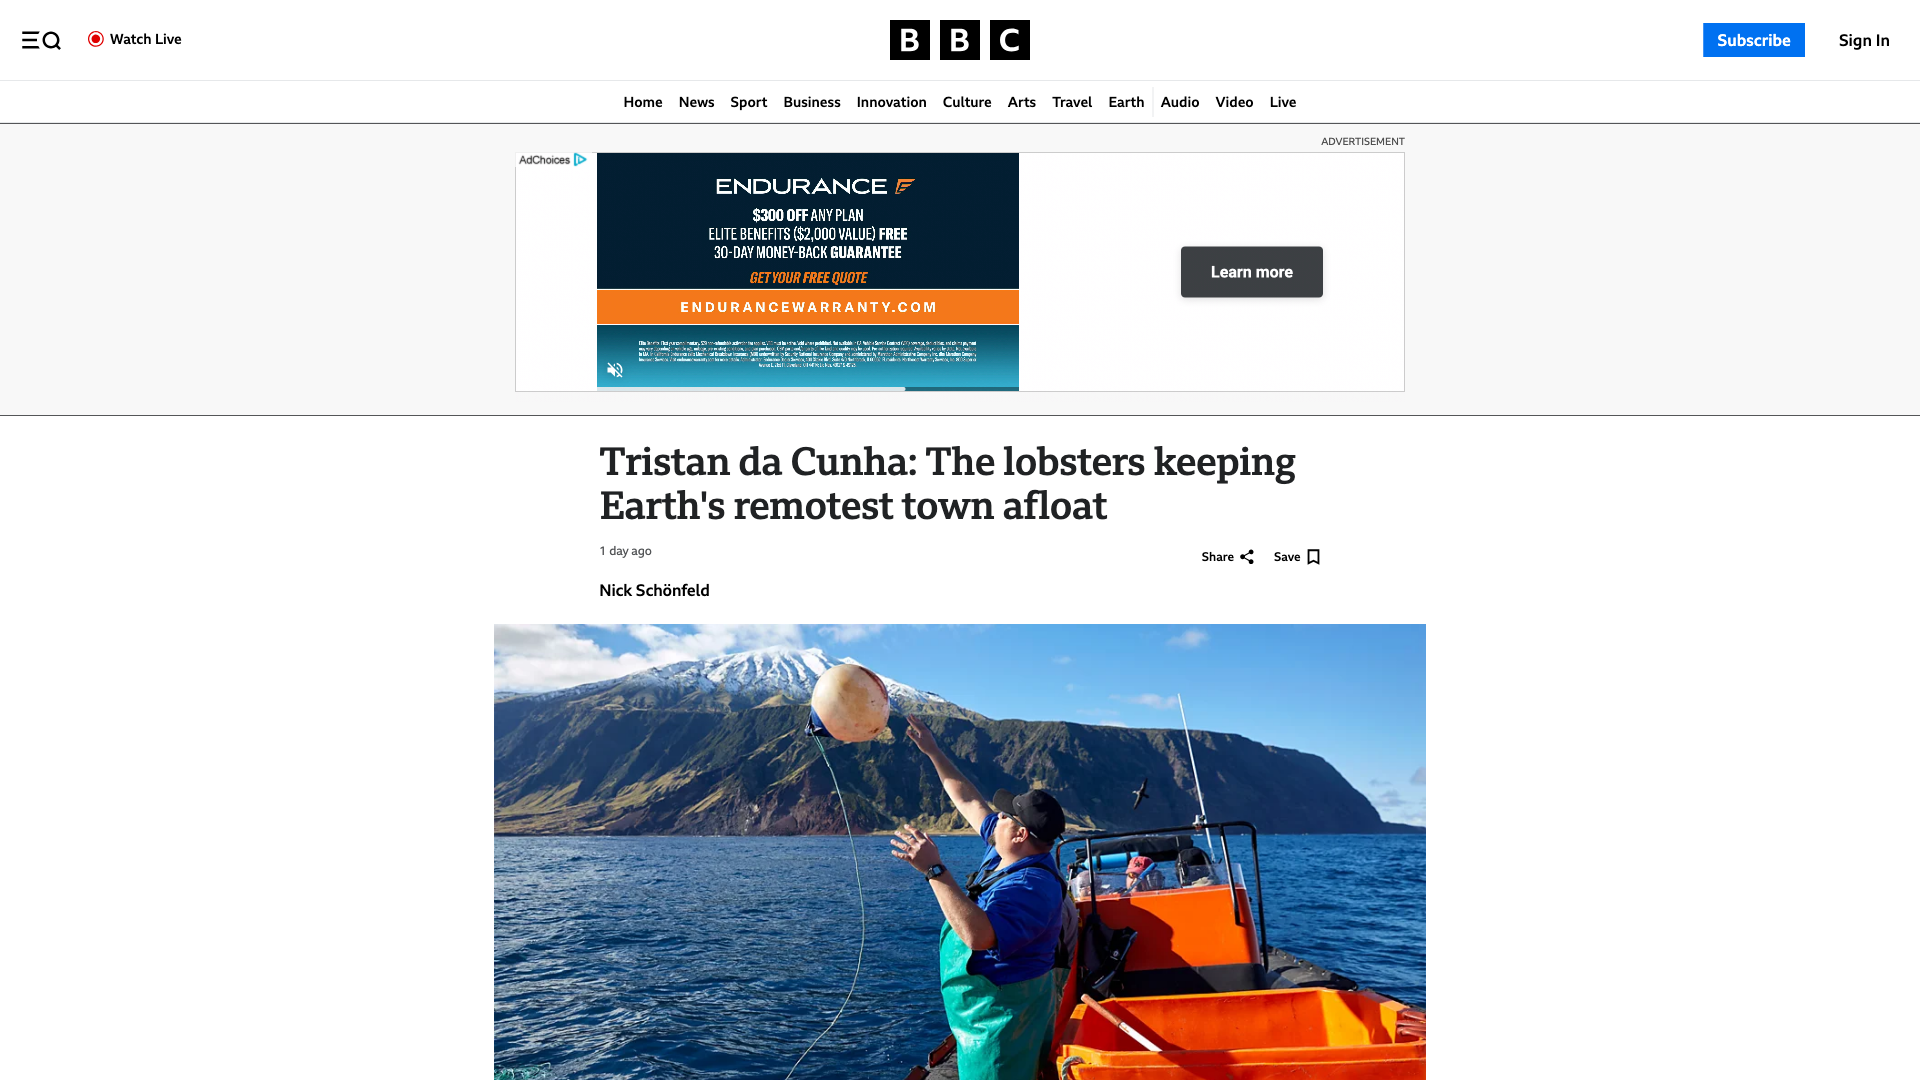 Watch Live
BBC
Subscribe
Sign In
Home
News
Sport
Business
Innovation
Culture
Arts
Travel
Earth
Audio
Video
Live
ADVERTISEMENT
AdChoices
ENDURANCE
$300 OFF ANY PLAN
ELITE BENEFITS ($2,000 VALUE) FREE
30-DAY MONEY-BACK GUARANTEE
GET YOUR FREE QUOTE
ENDURANCEWARRANTY.COM
Learn more
Tristan da Cunha: The lobsters keeping
Earth's remotest town afloat
1 day ago
Share
Save
Nick Schönfeld